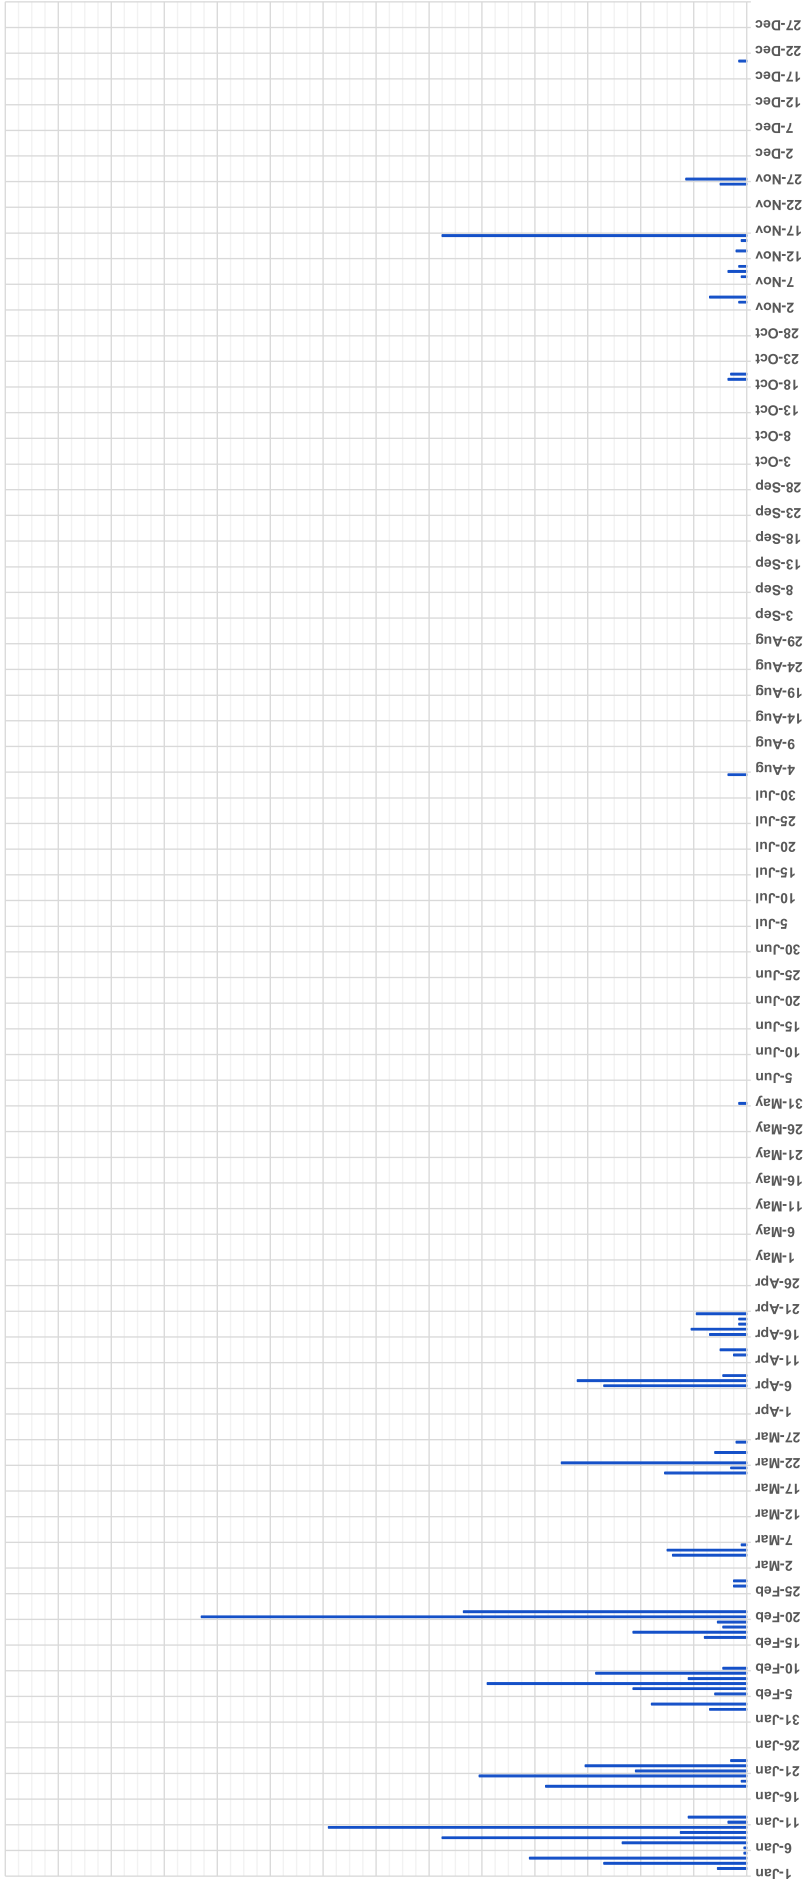 1-Jan
6-Jan
11-Jan
16-Jan
21-Jan
26-Jan
31-Jan
5-Feb
10-Feb
15-Feb
20-Feb
25-Feb
2-Mar
7-Mar
12-Mar
17-Mar
22-Mar
27-Mar
1-Apr
6-Apr
11-Apr
16-Apr
21-Apr
26-Apr
1-May
6-May
11-May
16-May
21-May
26-May
31-May
5-Jun
10-Jun
15-Jun
20-Jun
25-Jun
30-Jun
5-Jul
10-Jul
15-Jul
20-Jul
25-Jul
30-Jul
4-Aug
9-Aug
14-Aug
19-Aug
24-Aug
29-Aug
3-Sep
8-Sep
13-Sep
18-Sep
23-Sep
28-Sep
3-Oct
8-Oct
13-Oct
18-Oct
23-Oct
28-Oct
2-Nov
7-Nov
12-Nov
17-Nov
22-Nov
27-Nov
2-Dec
7-Dec
12-Dec
17-Dec
22-Dec
27-Dec